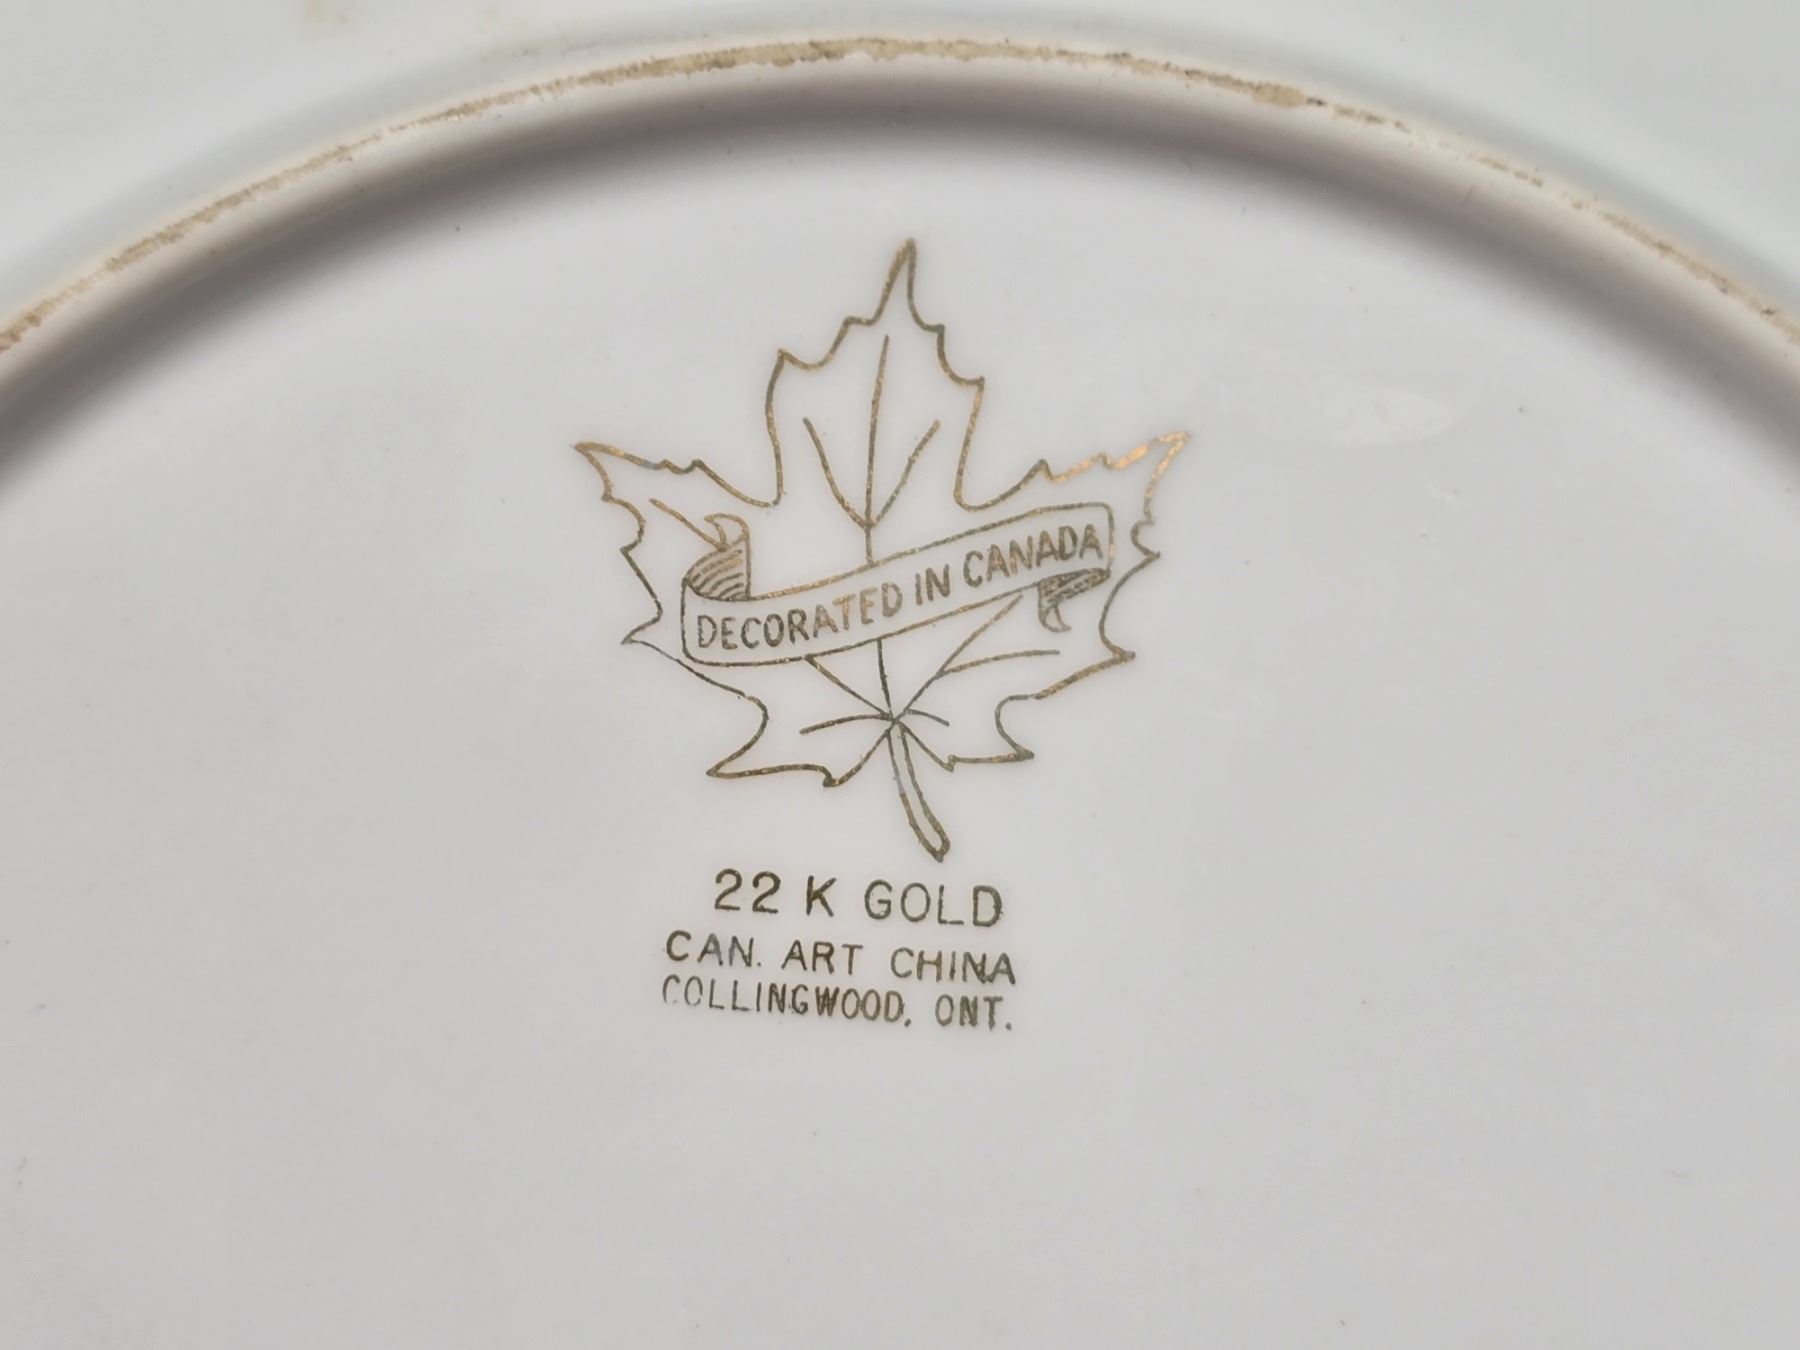 DECORATED IN CANADA
22 K GOLD
CAN. ART CHINA
COLLINGWOOD, ONT.